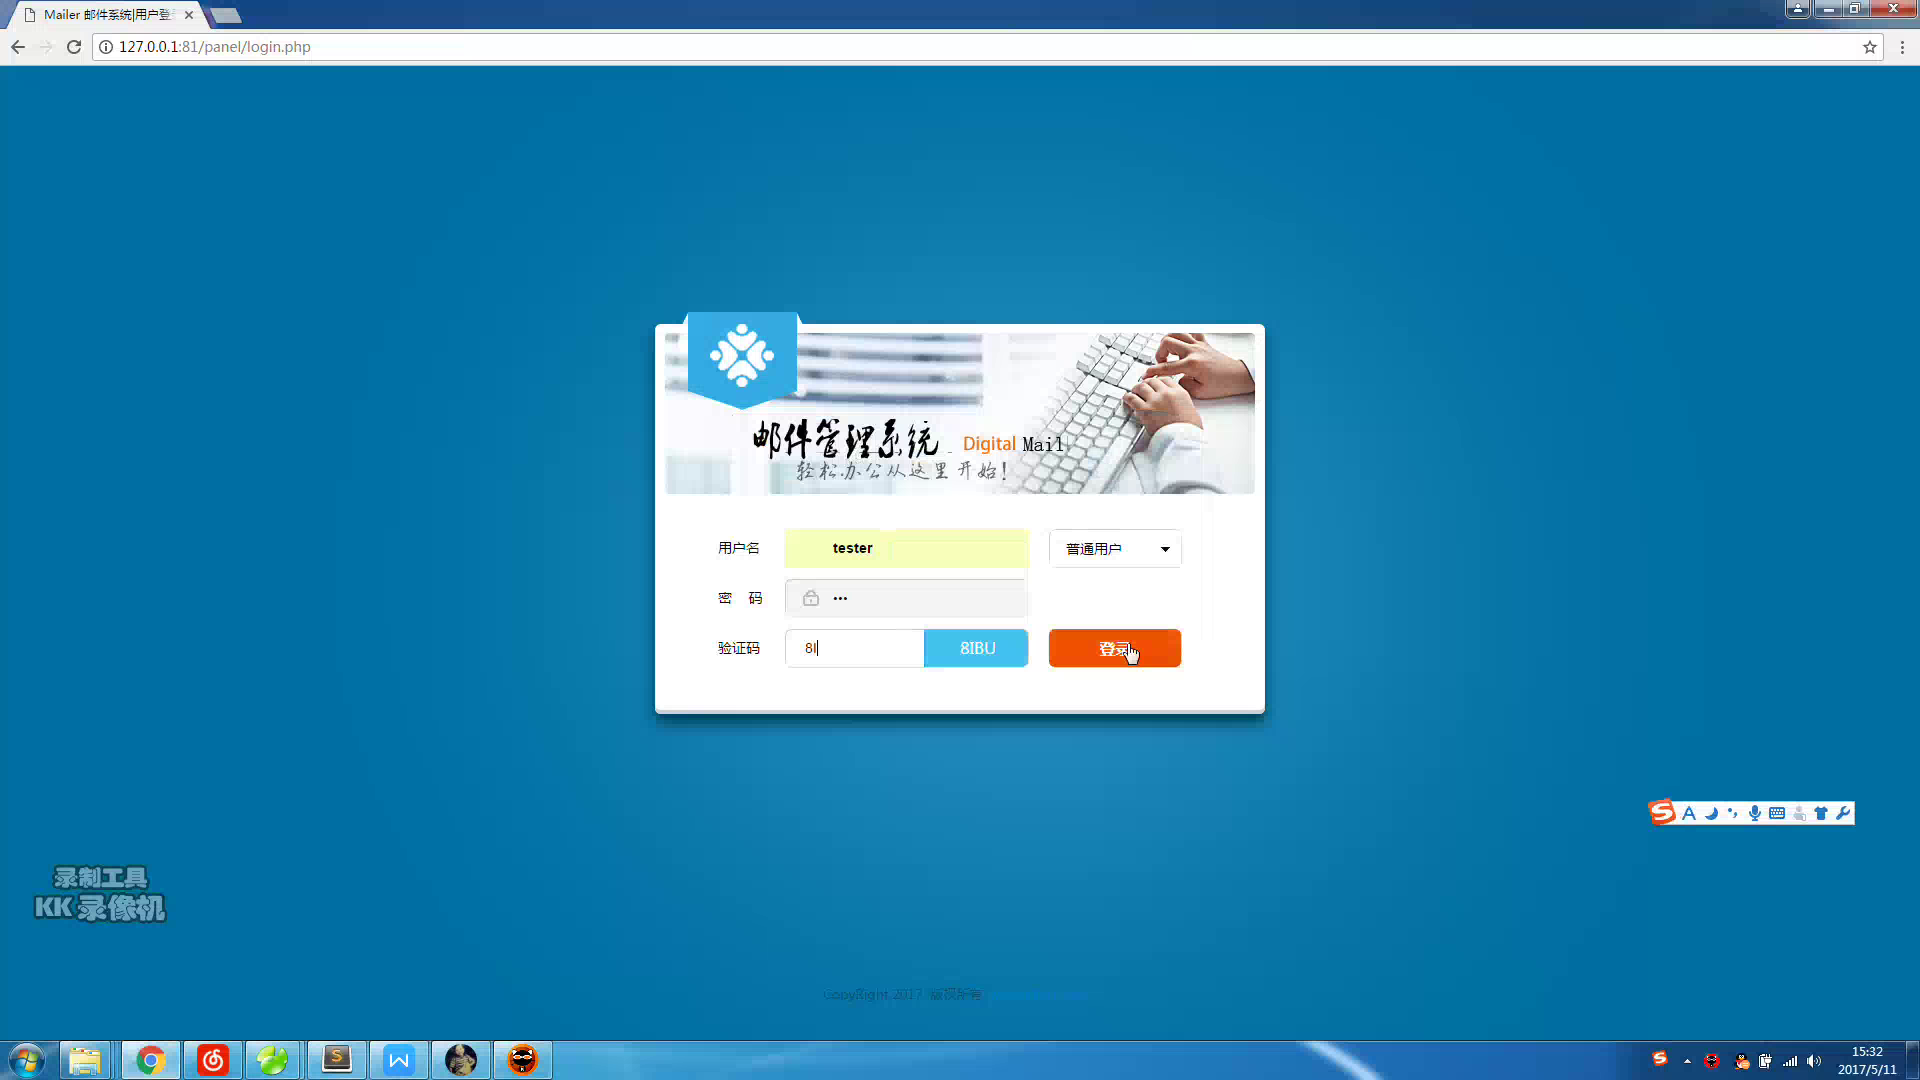 Mailer 邮件系统|用户登
127.0.0.1:81/panel/login.php
邮件管理系统 - Digital Mail
轻松办公从这里开始!
用户名 tester 普通用户
密 码 •••
验证码 8I 8IBU 登录
录制工具
KK 录像机
CopyRight 2017 版权所有
15:32
2017/5/11